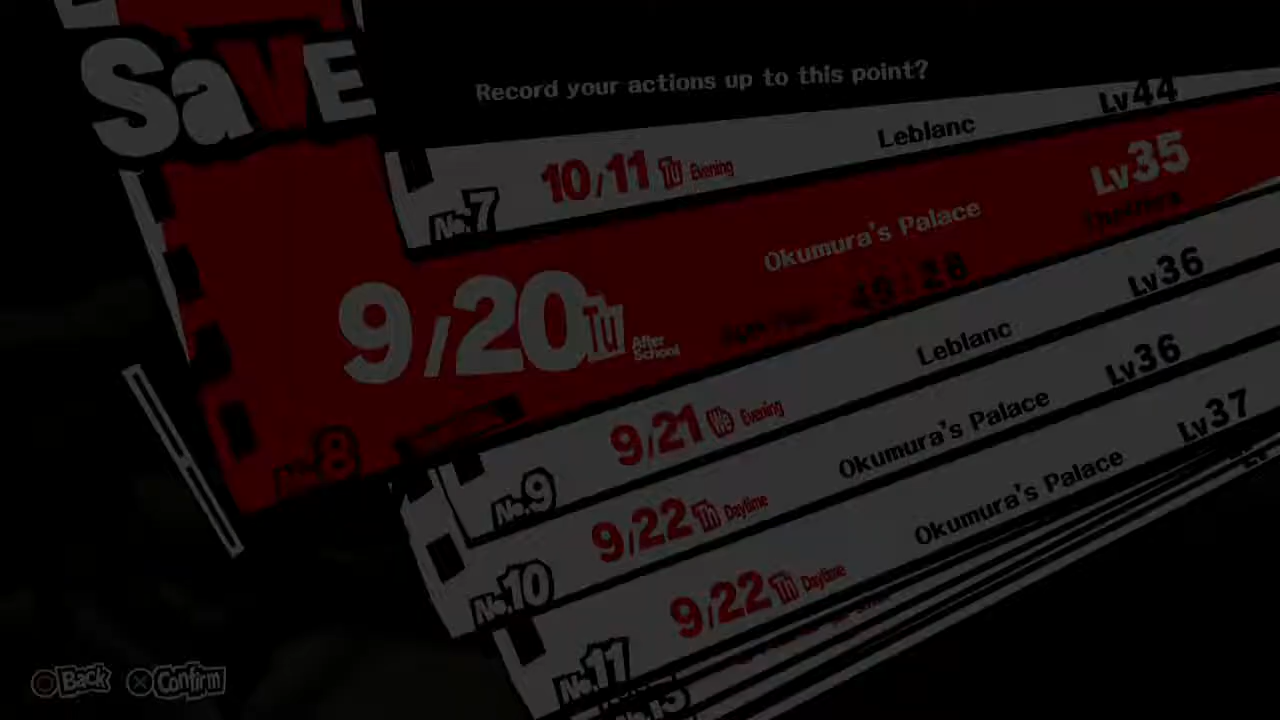 SaVE
Record your actions up to this point?
No.7 10/11 Tu Evening Leblanc Lv44
No.8 9/20 Tu After School Okumura's Palace Lv35
49:28
No.9 9/21 We Evening Leblanc Lv36
No.10 9/22 Th Daytime Okumura's Palace Lv36
No.11 9/22 Th Daytime Okumura's Palace Lv37
Back Confirm